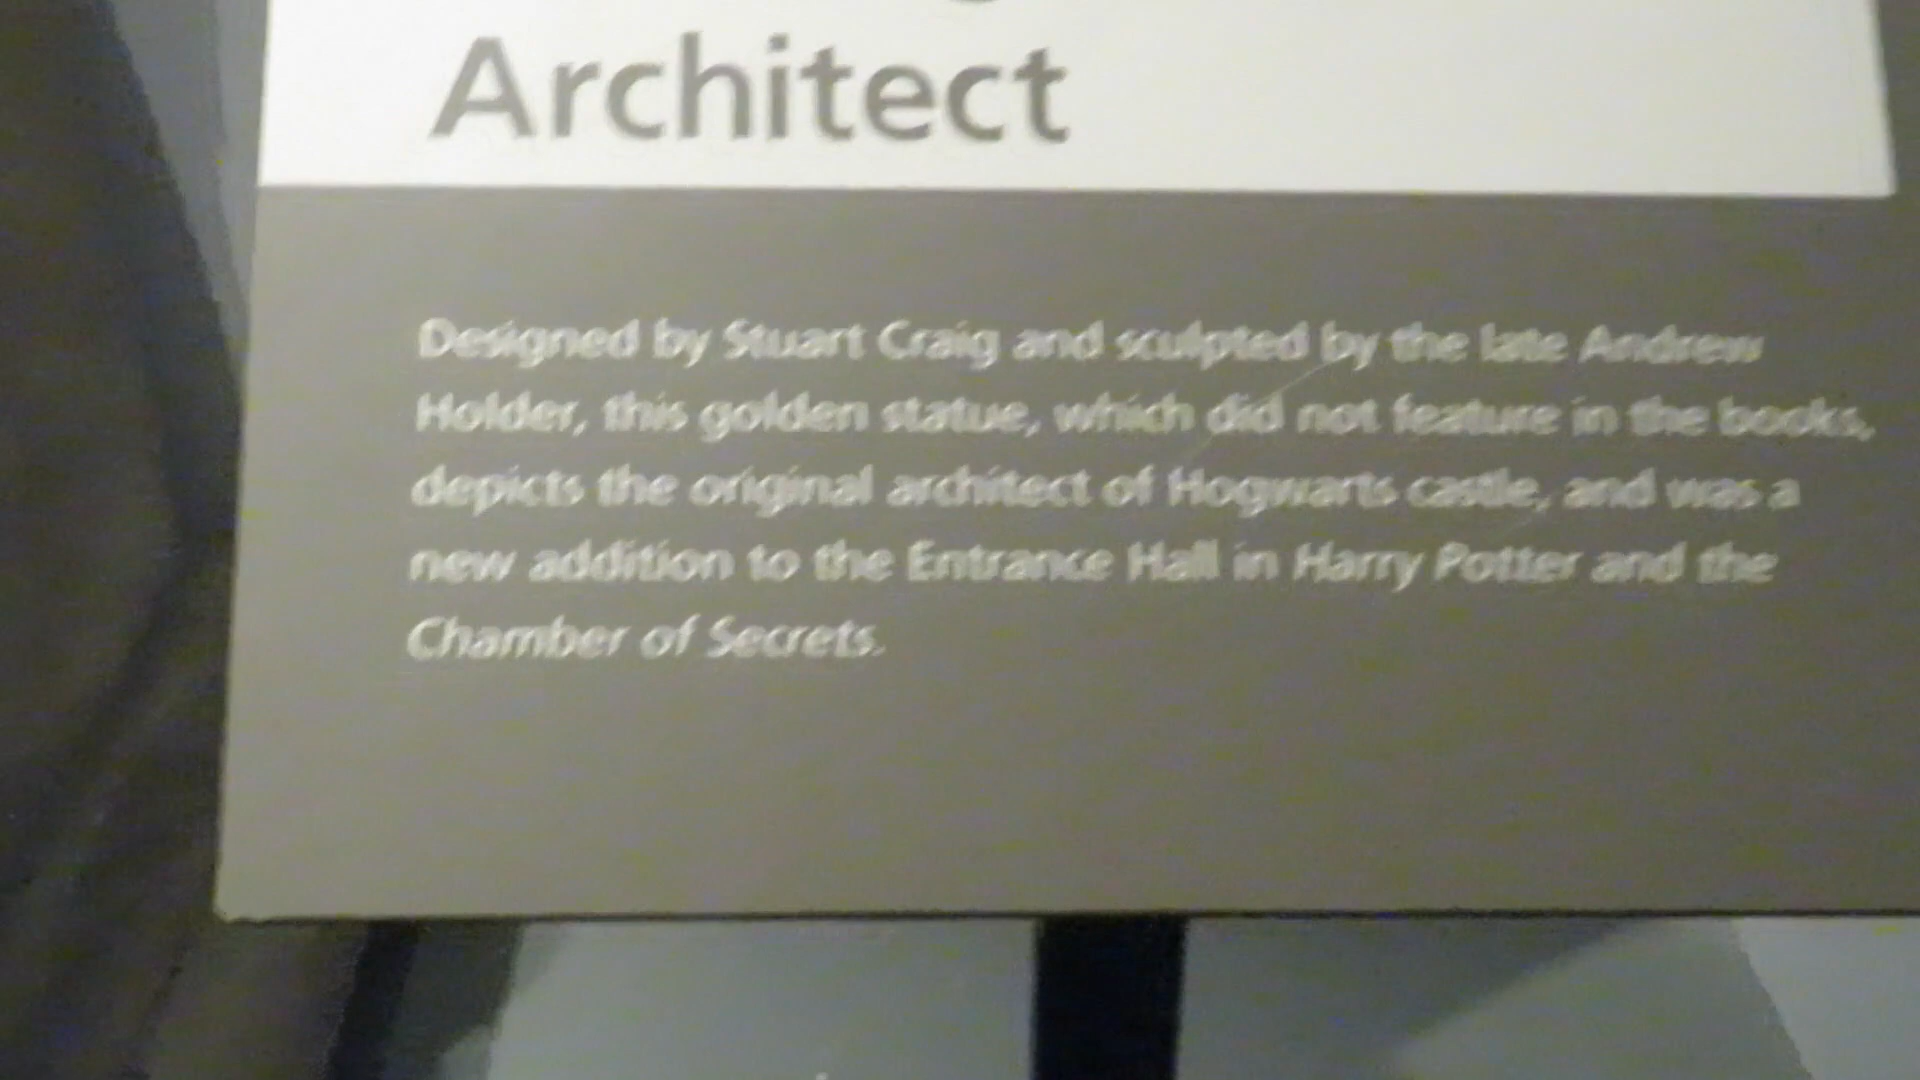 Architect
Designed by Stuart Craig and sculpted by the late Andrew
Holder, this golden statue, which did not feature in the books,
depicts the original architect of Hogwarts castle, and was a
new addition to the Entrance Hall in Harry Potter and the
Chamber of Secrets.